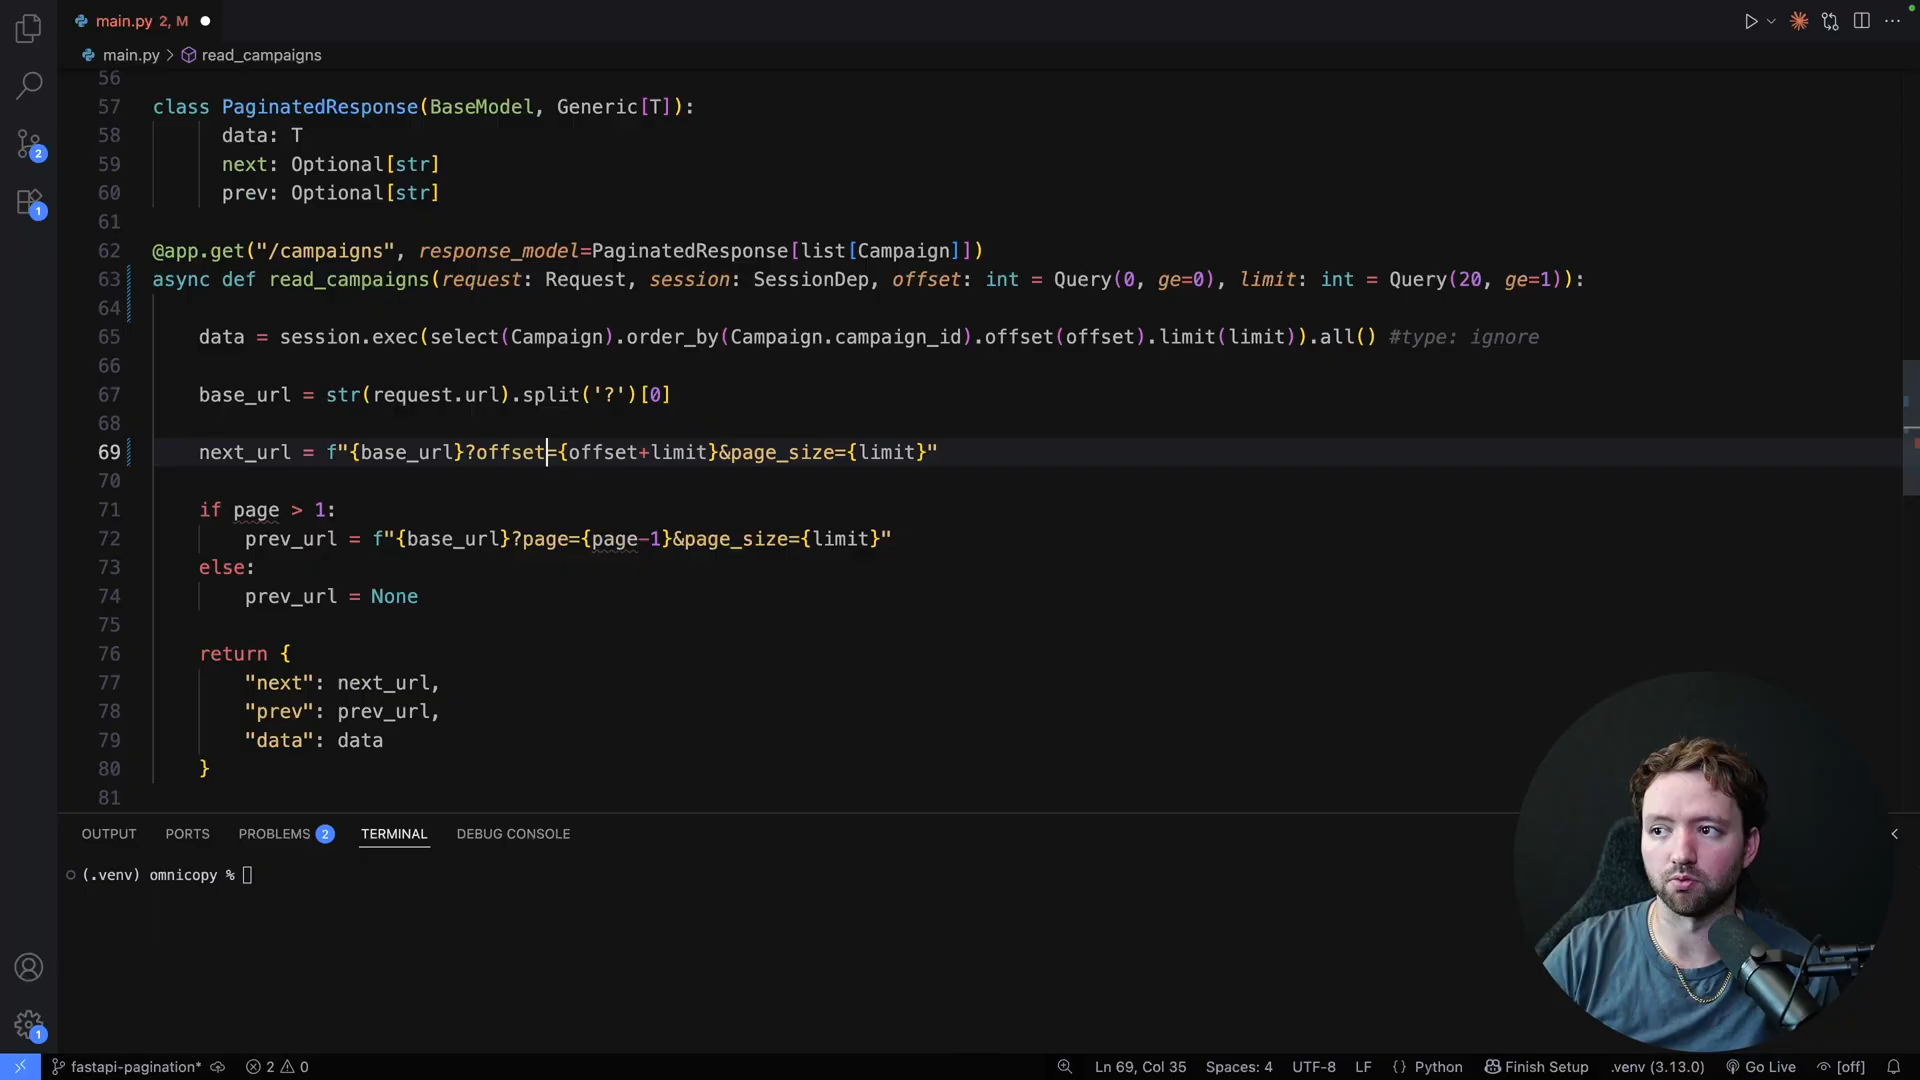 main.py 2, M
main.py > read_campaigns
56
57 class PaginatedResponse(BaseModel, Generic[T]):
58 data: T
59 next: Optional[str]
60 prev: Optional[str]
61
62 @app.get("/campaigns", response_model=PaginatedResponse[list[Campaign]])
63 async def read_campaigns(request: Request, session: SessionDep, offset: int = Query(0, ge=0), limit: int = Query(20, ge=1)):
64
65 data = session.exec(select(Campaign).order_by(Campaign.campaign_id).offset(offset).limit(limit)).all() #type: ignore
66
67 base_url = str(request.url).split('?')[0]
68
69 next_url = f"{base_url}?offset={offset+limit}&page_size={limit}"
70
71 if page > 1:
72 prev_url = f"{base_url}?page={page-1}&page_size={limit}"
73 else:
74 prev_url = None
75
76 return {
77 "next": next_url,
78 "prev": prev_url,
79 "data": data
80 }
81
OUTPUT PORTS PROBLEMS 2 TERMINAL DEBUG CONSOLE
(.venv) omnicopy %
2
1
1
fastapi-pagination* 2 0 Ln 69, Col 35 Spaces: 4 UTF-8 LF {} Python Finish Setup .venv (3.13.0) Go Live [off]